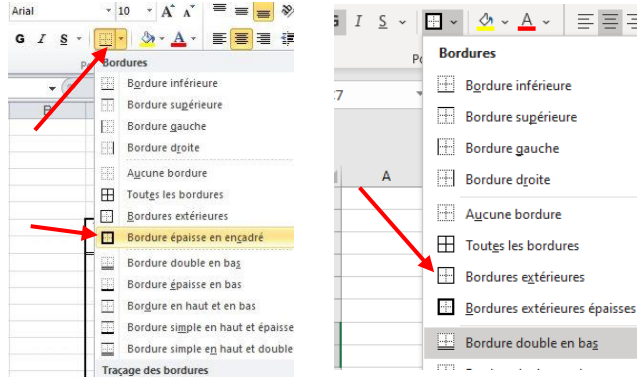 Arial
10
A A
G I S
A
Bordures
B
Bordure inférieure
Bordure supérieure
Bordure gauche
Bordure droite
Aucune bordure
Toutes les bordures
Bordures extérieures
Bordure épaisse en encadré
Bordure double en bas
Bordure épaisse en bas
Bordure en haut et en bas
Bordure simple en haut et épaisse
Bordure simple en haut et double
Traçage des bordures
I S
A
Po
Bordures
7
A
Bordure inférieure
Bordure supérieure
Bordure gauche
Bordure droite
Aucune bordure
Toutes les bordures
Bordures extérieures
Bordures extérieures épaisses
Bordure double en bas